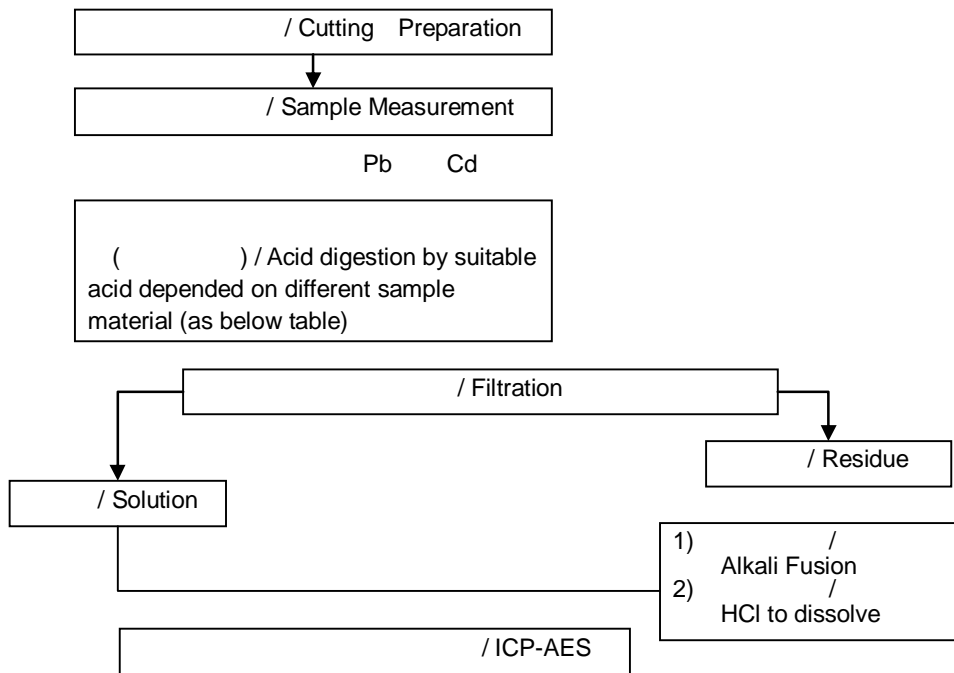 / Cutting Preparation
/ Sample Measurement
Pb Cd
( ) / Acid digestion by suitable
acid depended on different sample
material (as below table)
/ Filtration
/ Residue
/ Solution
1) /
Alkali Fusion
2) /
HCl to dissolve
/ ICP-AES